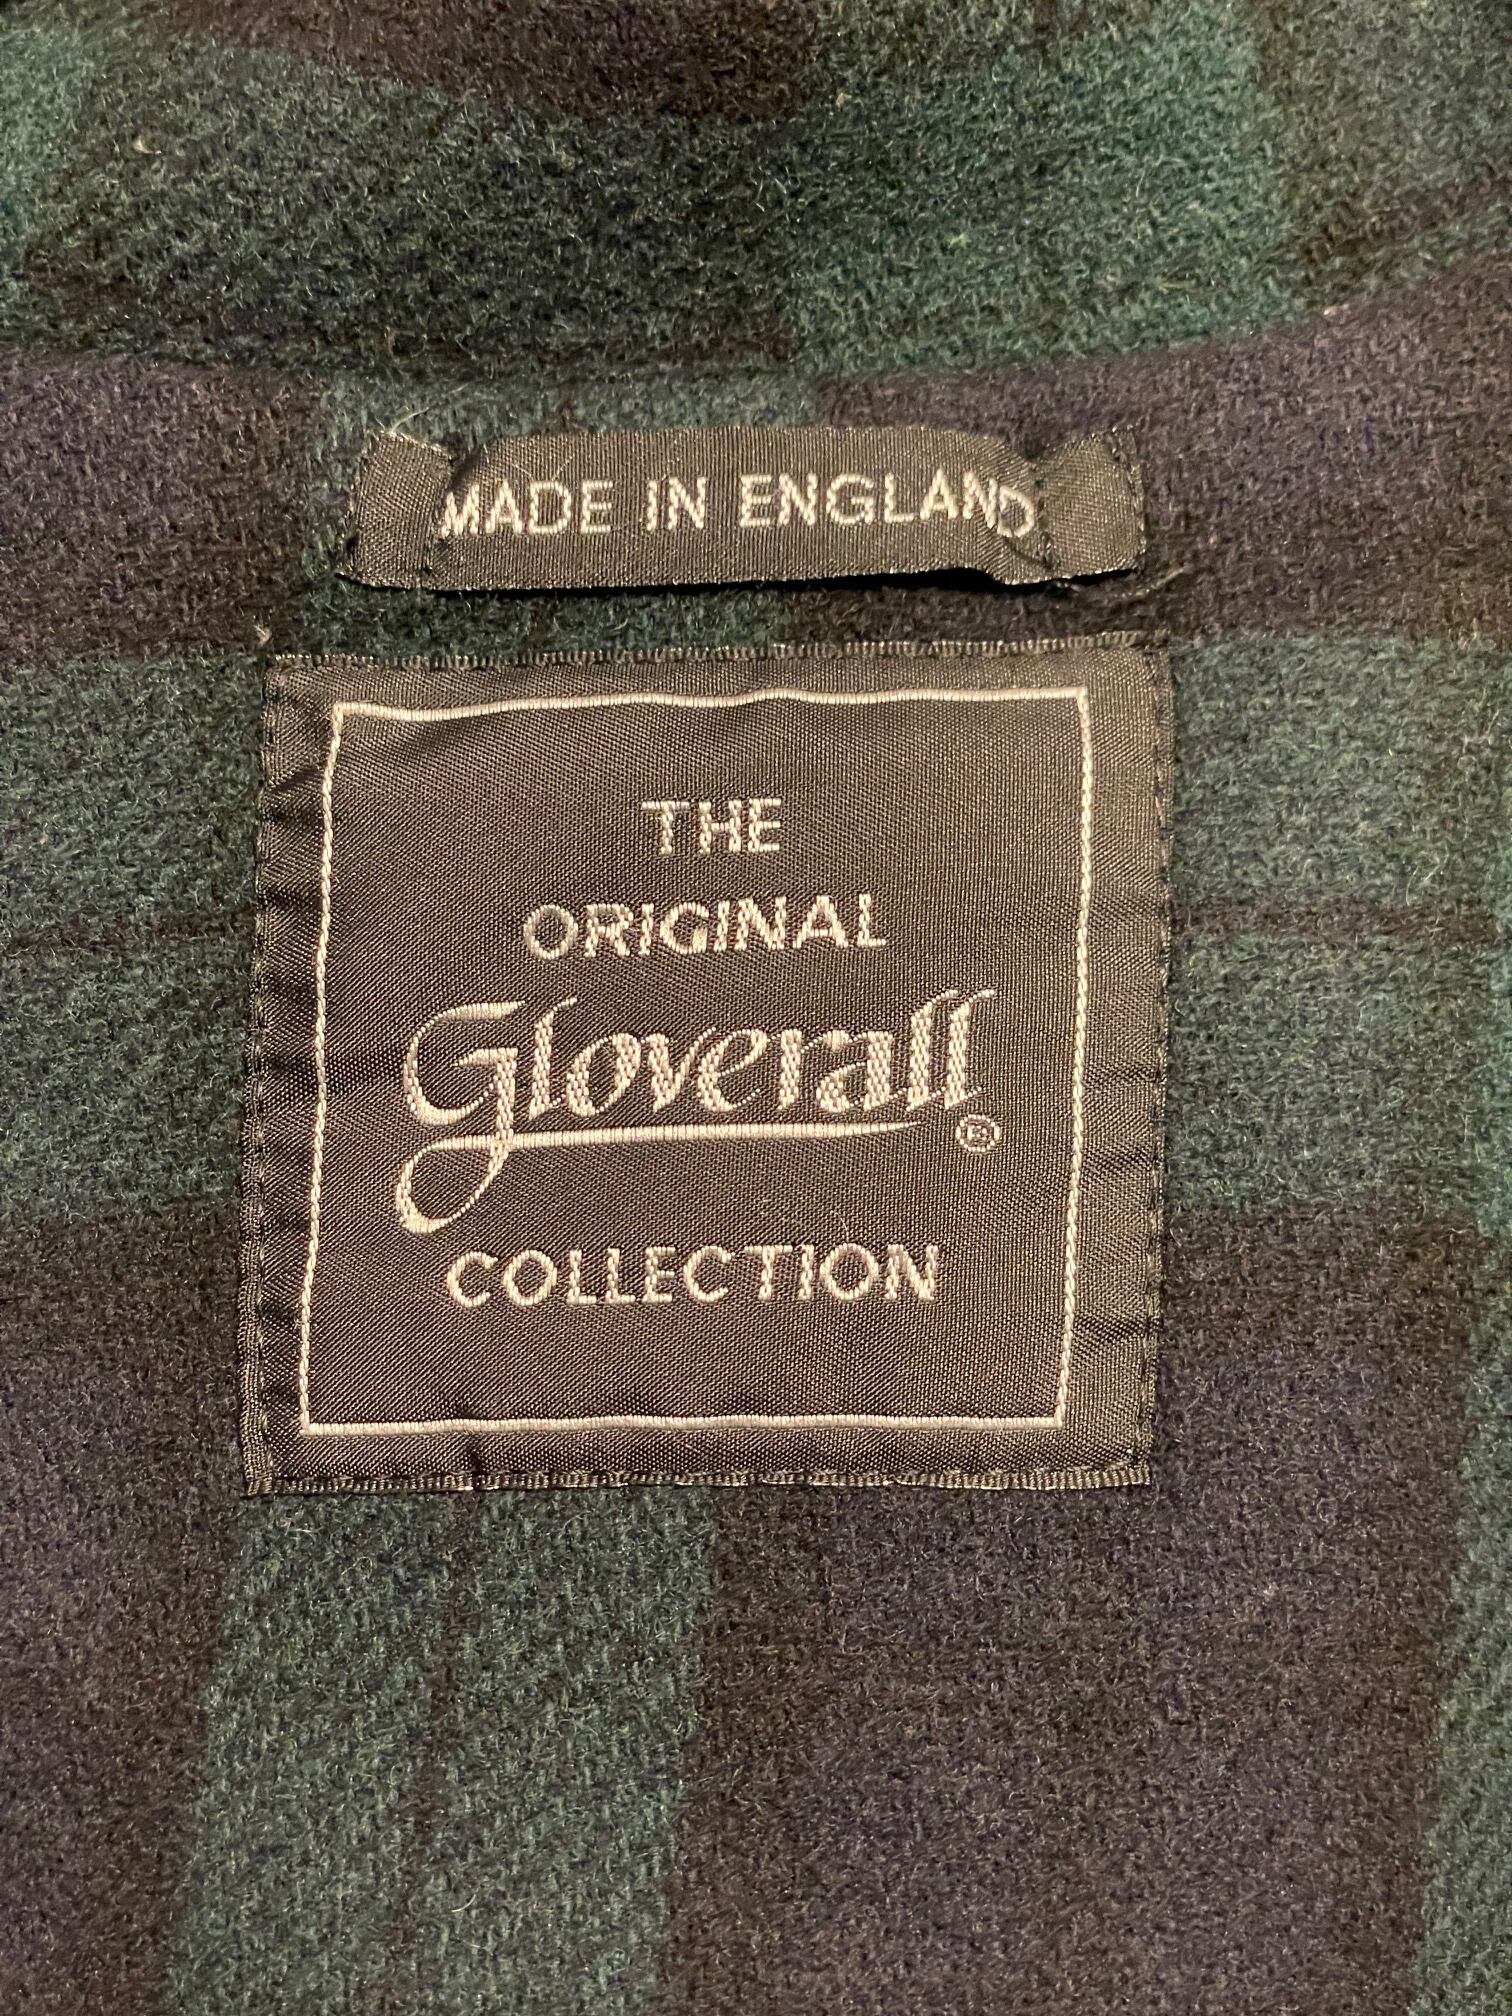 MADE IN ENGLAND
THE
ORIGINAL
Gloverall®
COLLECTION